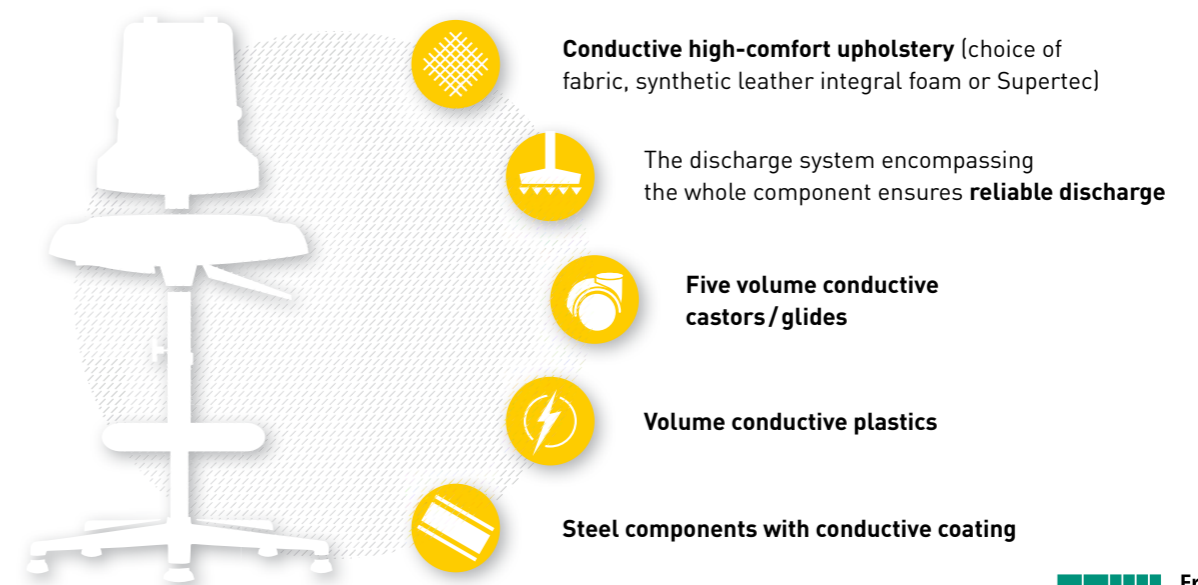 Conductive high-comfort upholstery (choice of
fabric, synthetic leather integral foam or Supertec)
The discharge system encompassing
the whole component ensures reliable discharge
Five volume conductive
castors / glides
Volume conductive plastics
Steel components with conductive coating